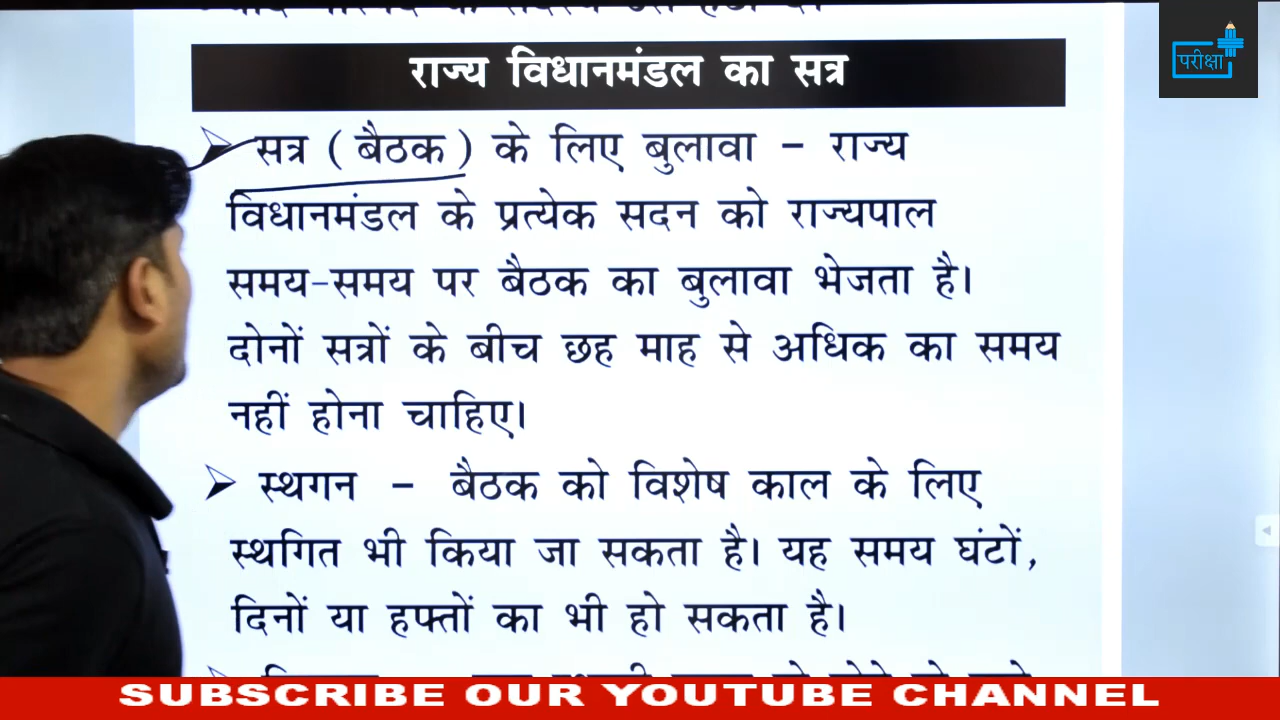 राज्य विधानमंडल का सत्र
परीक्षा
सत्र (बैठक) के लिए बुलावा - राज्य
विधानमंडल के प्रत्येक सदन को राज्यपाल
समय-समय पर बैठक का बुलावा भेजता है।
दोनों सत्रों के बीच छह माह से अधिक का समय
नहीं होना चाहिए।
स्थगन - बैठक को विशेष काल के लिए
स्थगित भी किया जा सकता है। यह समय घंटों,
दिनों या हफ्तों का भी हो सकता है।
SUBSCRIBE OUR YOUTUBE CHANNEL